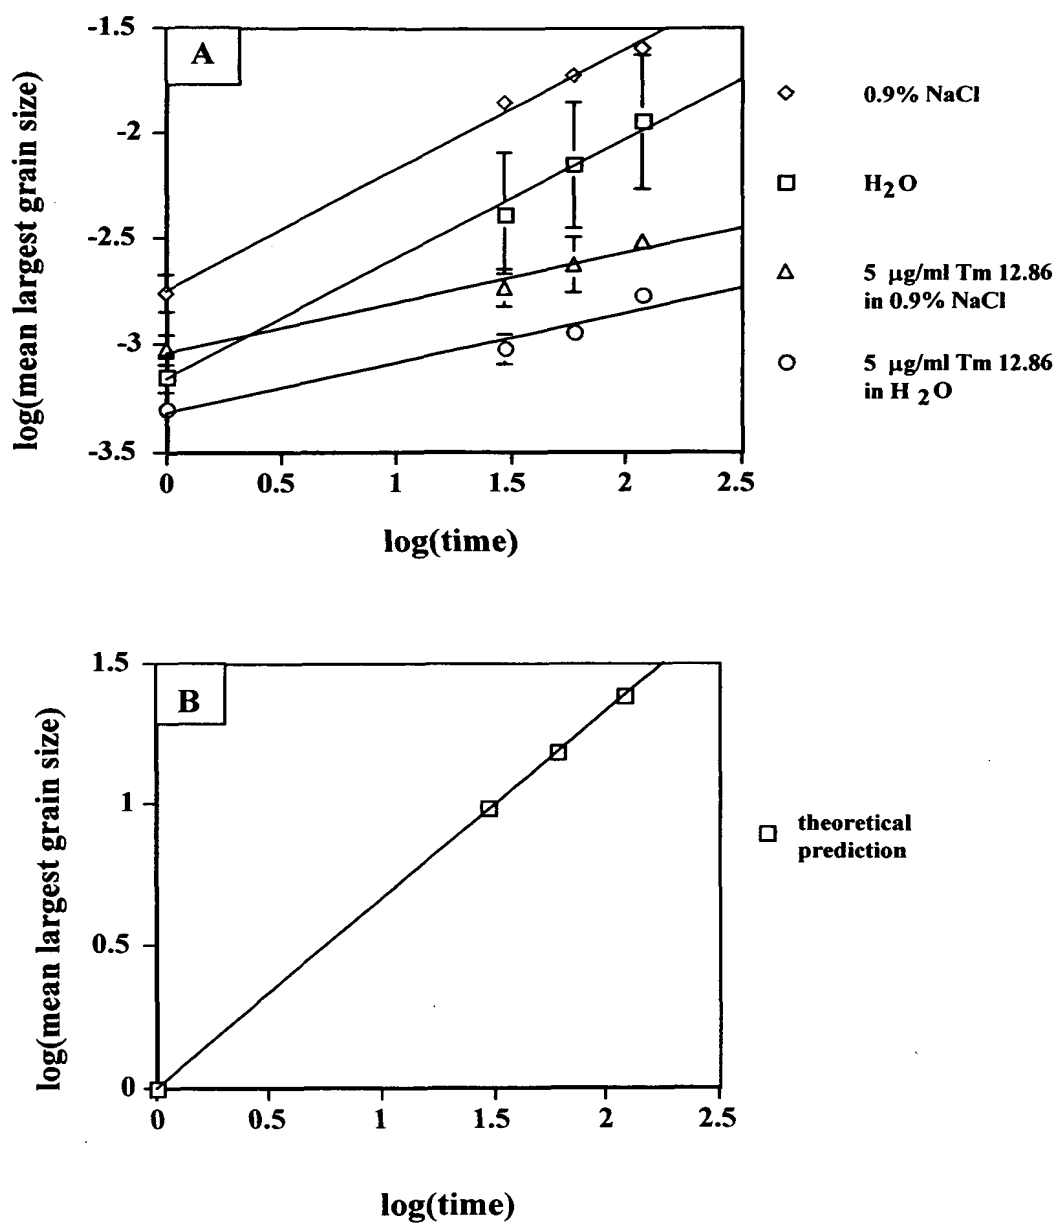 A
log(mean largest grain size)
-1.5
-2
-2.5
-3
-3.5
0 0.5 1 1.5 2 2.5
log(time)
0.9% NaCl
H2O
5 µg/ml Tm 12.86
in 0.9% NaCl
5 µg/ml Tm 12.86
in H 2O
B
log(mean largest grain size)
1.5
1
0.5
0
0 0.5 1 1.5 2 2.5
log(time)
theoretical
prediction